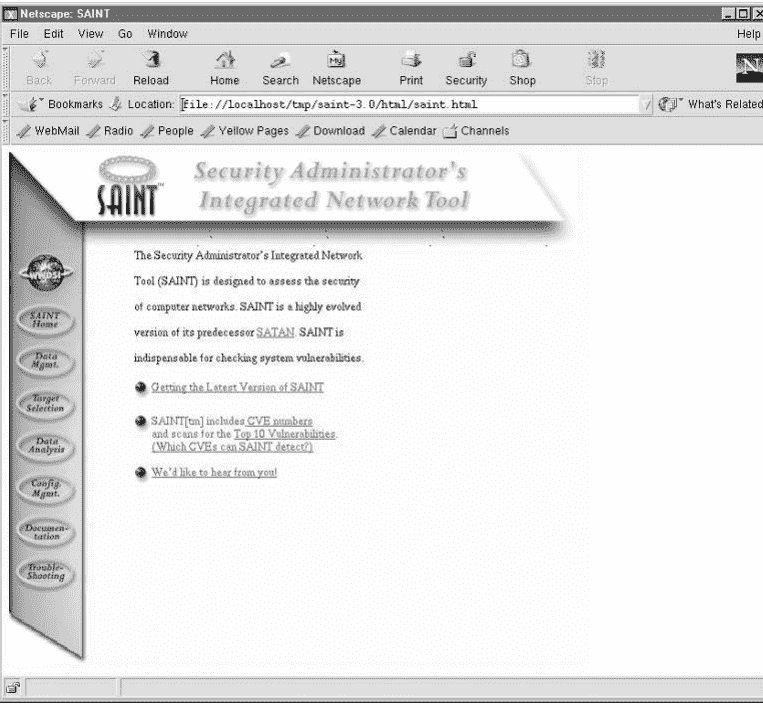 Netscape: SAINT
File Edit View Go Window Help
Back Forward Reload Home Search Netscape Print Security Shop Stop
My
N
Bookmarks Location: file://localhost/tmp/saint-3.0/html/saint.html What's Related
WebMail Radio People Yellow Pages Download Calendar Channels
SAINT™
Security Administrator's
Integrated Network Tool
WWDSI
SAINT
Home
Data
Mgmt.
Target
Selection
Data
Analysis
Config.
Mgmt.
Documen-
tation
Trouble-
Shooting
The Security Administrator's Integrated Network
Tool (SAINT) is designed to assess the security
of computer networks. SAINT is a highly evolved
version of its predecessor SATAN. SAINT is
indispensable for checking system vulnerabilities.
Getting the Latest Version of SAINT
SAINT[tm] includes CVE numbers
and scans for the Top 10 Vulnerabilities.
(Which CVEs can SAINT detect?)
We'd like to hear from you!